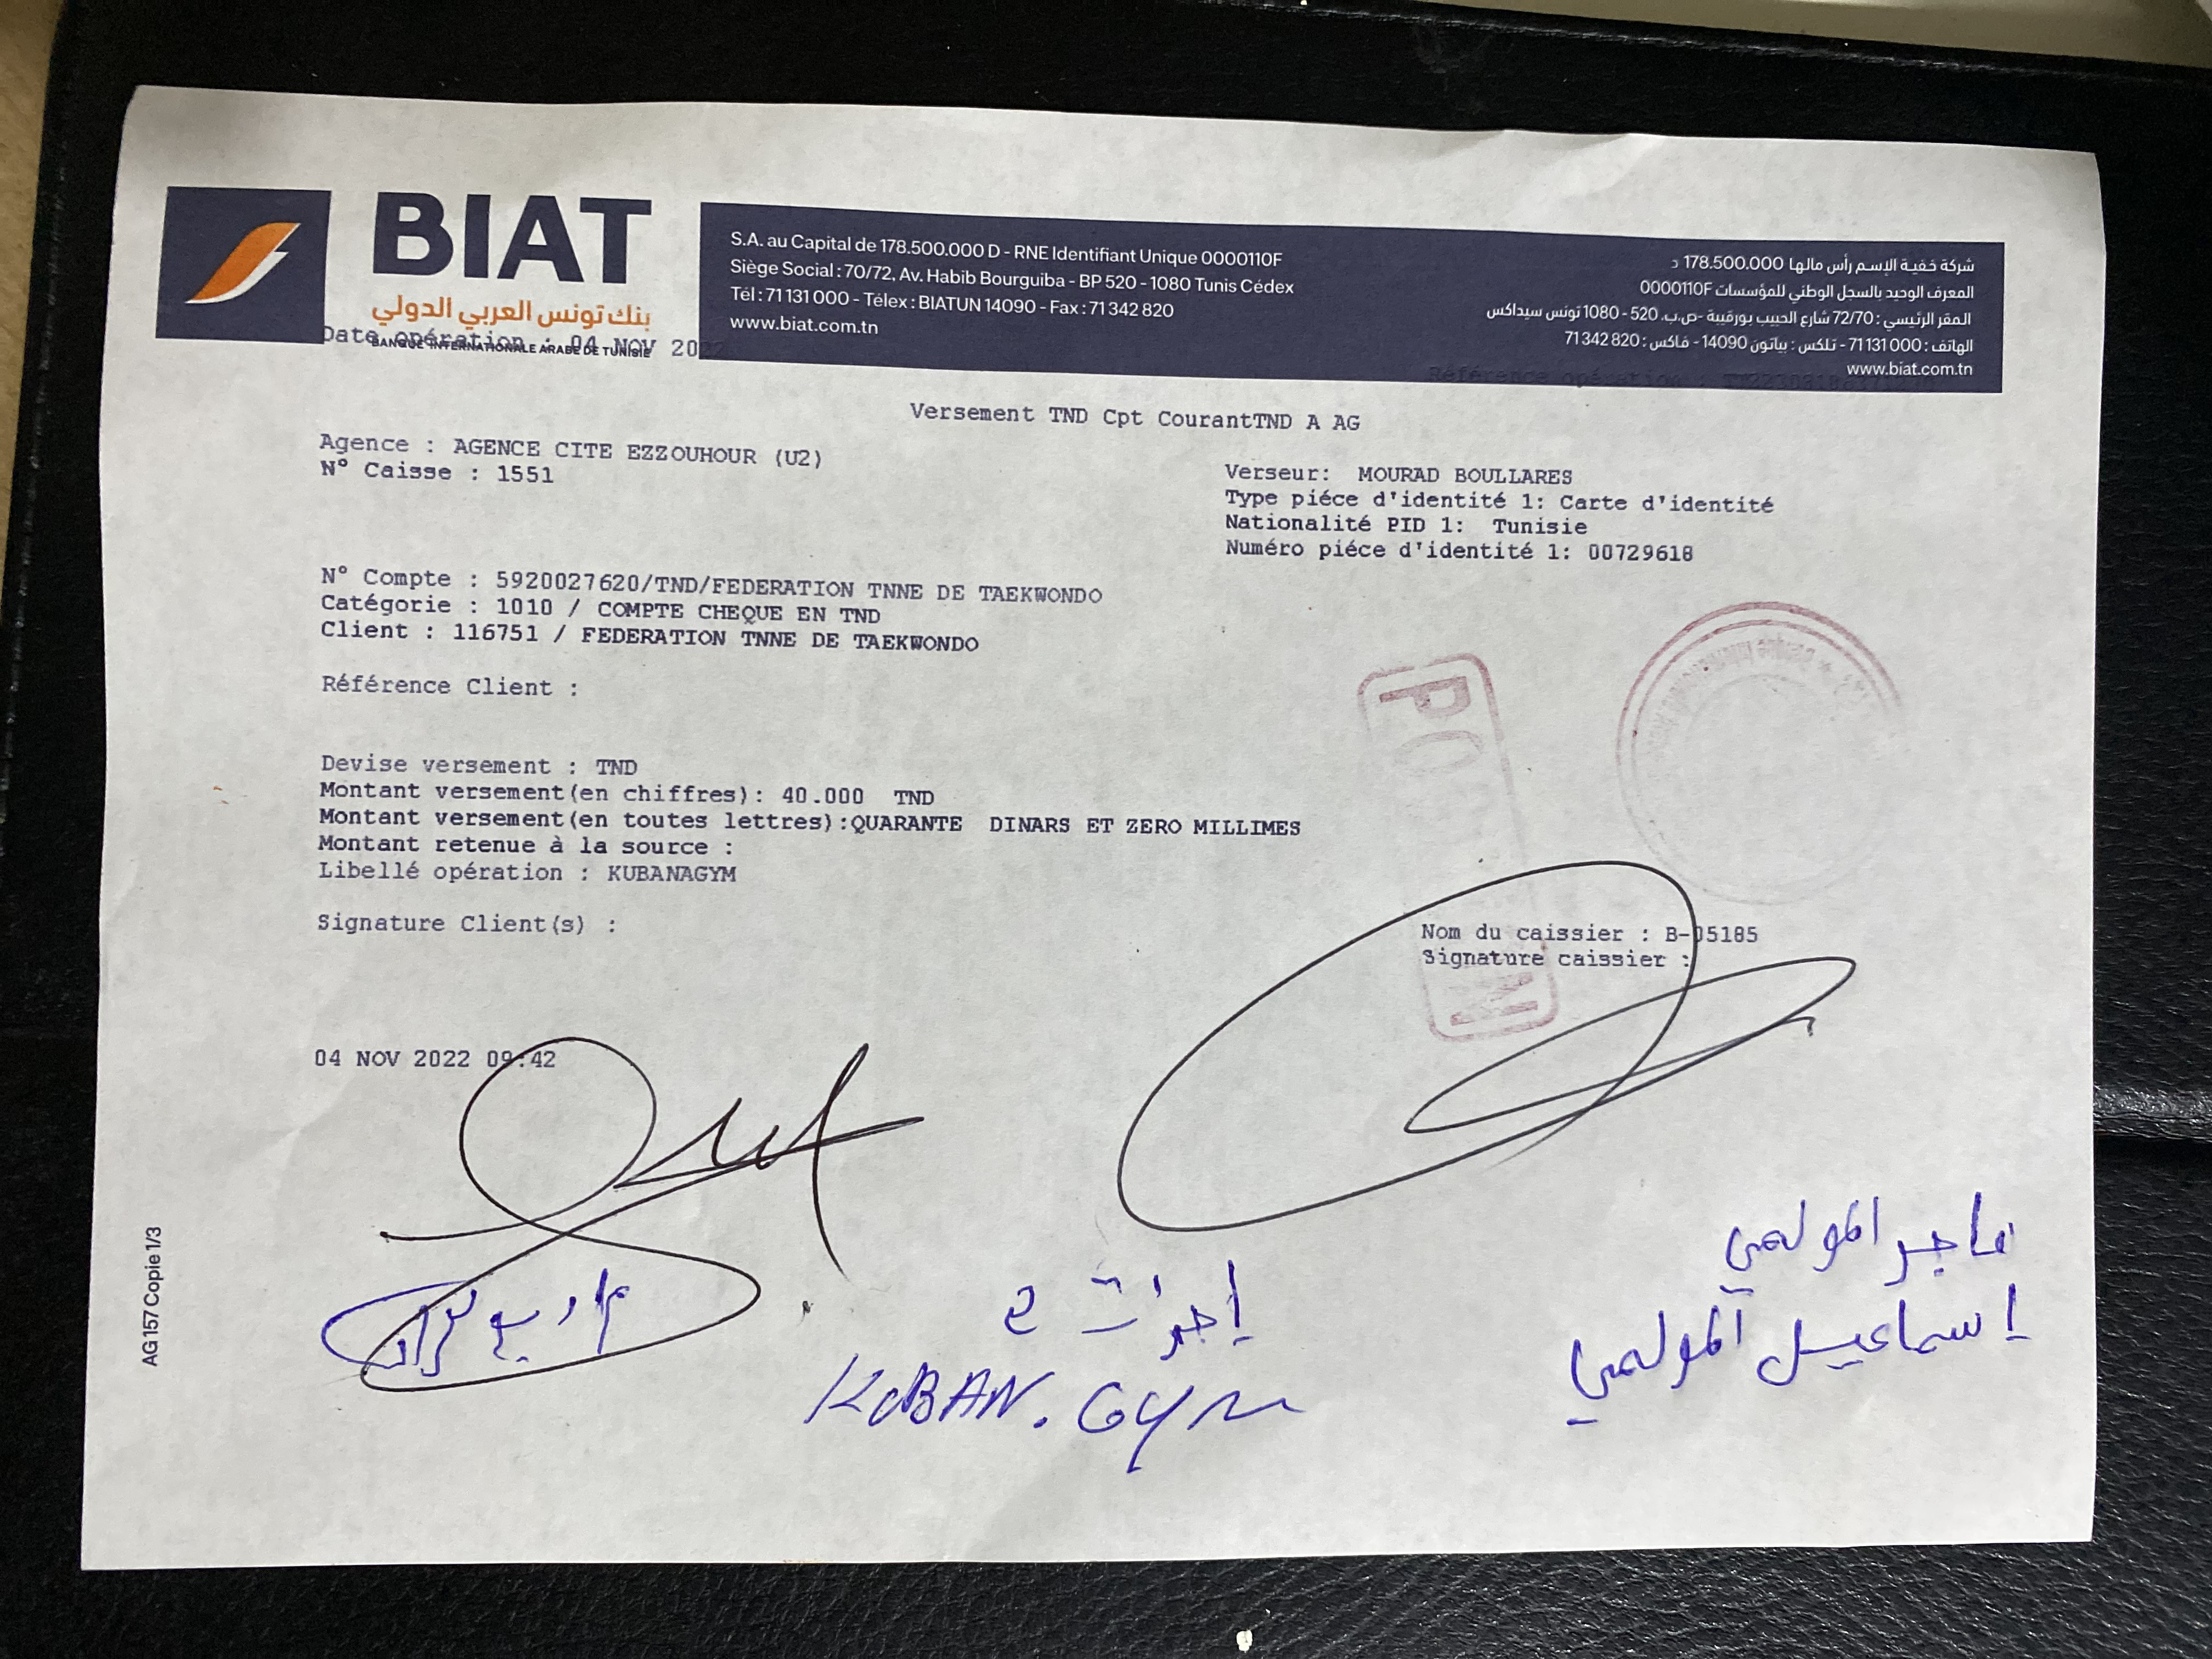 BIAT
بنك تونس العربي الدولي
BANQUE INTERNATIONALE ARABE DE TUNISIE
S.A. au Capital de 178.500.000 D - RNE Identifiant Unique 0000110F
Siège Social : 70/72, Av. Habib Bourguiba - BP 520 - 1080 Tunis Cédex
Tél : 71 131 000 - Télex : BIATUN 14090 - Fax : 71 342 820
www.biat.com.tn
شركة خفية الإسم رأس مالها 178.500.000 د
المعرف الوحيد بالسجل الوطني للمؤسسات 0000110F
المقر الرئيسي : 72/70 شارع الحبيب بورقيبة -ص.ب. 520 - 1080 تونس سيداكس
الهاتف : 71131000 - تلكس : بياتون 14090 - فاكس : 71342820
www.biat.com.tn
Date opération : 04 NOV 2022
Référence opération :
Versement TND Cpt CourantTND A AG
Agence : AGENCE CITE EZZOUHOUR (U2)
N° Caisse : 1551
Verseur: MOURAD BOULLARES
Type piéce d'identité 1: Carte d'identité
Nationalité PID 1: Tunisie
Numéro piéce d'identité 1: 00729618
N° Compte : 5920027620/TND/FEDERATION TNNE DE TAEKWONDO
Catégorie : 1010 / COMPTE CHEQUE EN TND
Client : 116751 / FEDERATION TNNE DE TAEKWONDO
Référence Client :
Devise versement : TND
Montant versement(en chiffres): 40.000 TND
Montant versement(en toutes lettres):QUARANTE DINARS ET ZERO MILLIMES
Montant retenue à la source :
Libellé opération : KUBANAGYM
Signature Client(s) :
Nom du caissier : B-05185
Signature caissier :
04 NOV 2022 09:42
المولهي
إسماعيل المولهي
KUBAN. Gym
AG 157 Copie 1/3